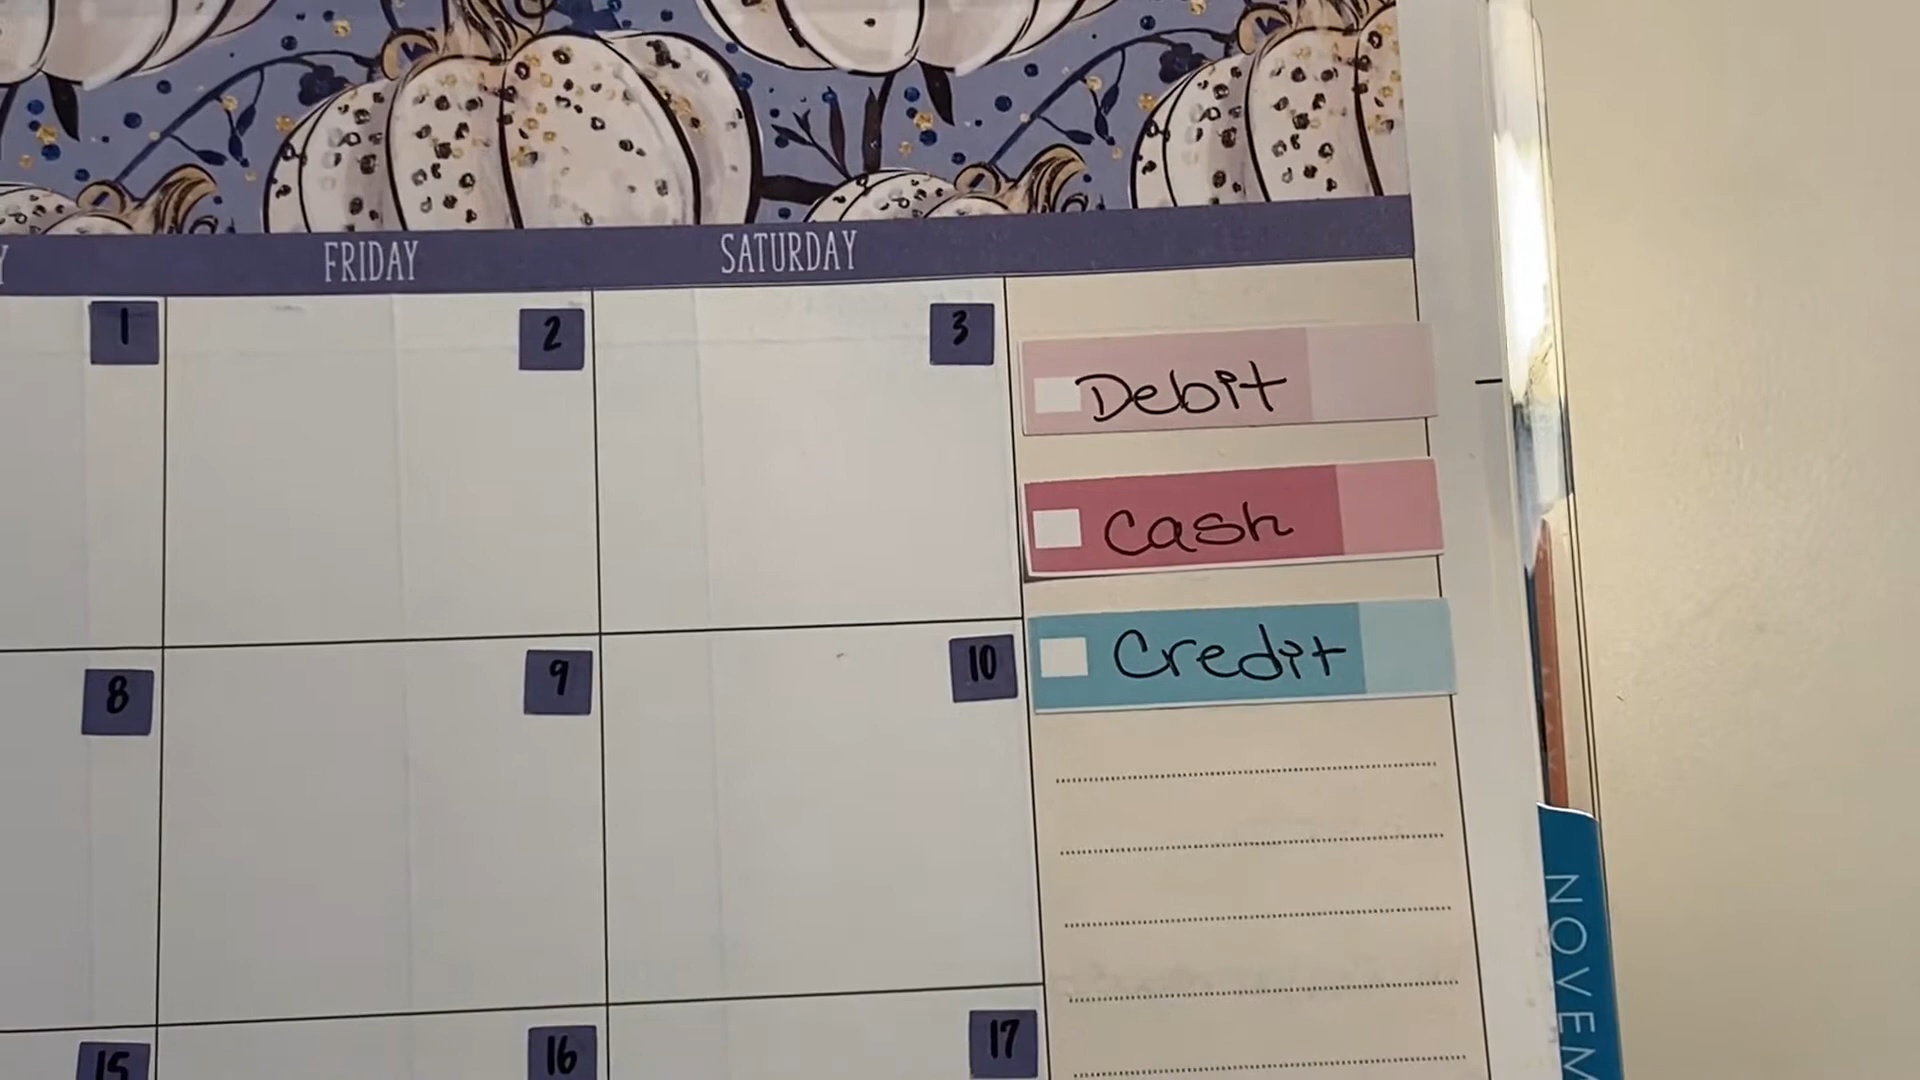 FRIDAY SATURDAY
1 2 3
Debit
Cash
Credit
8 9 10
15 16 17
NOVEM